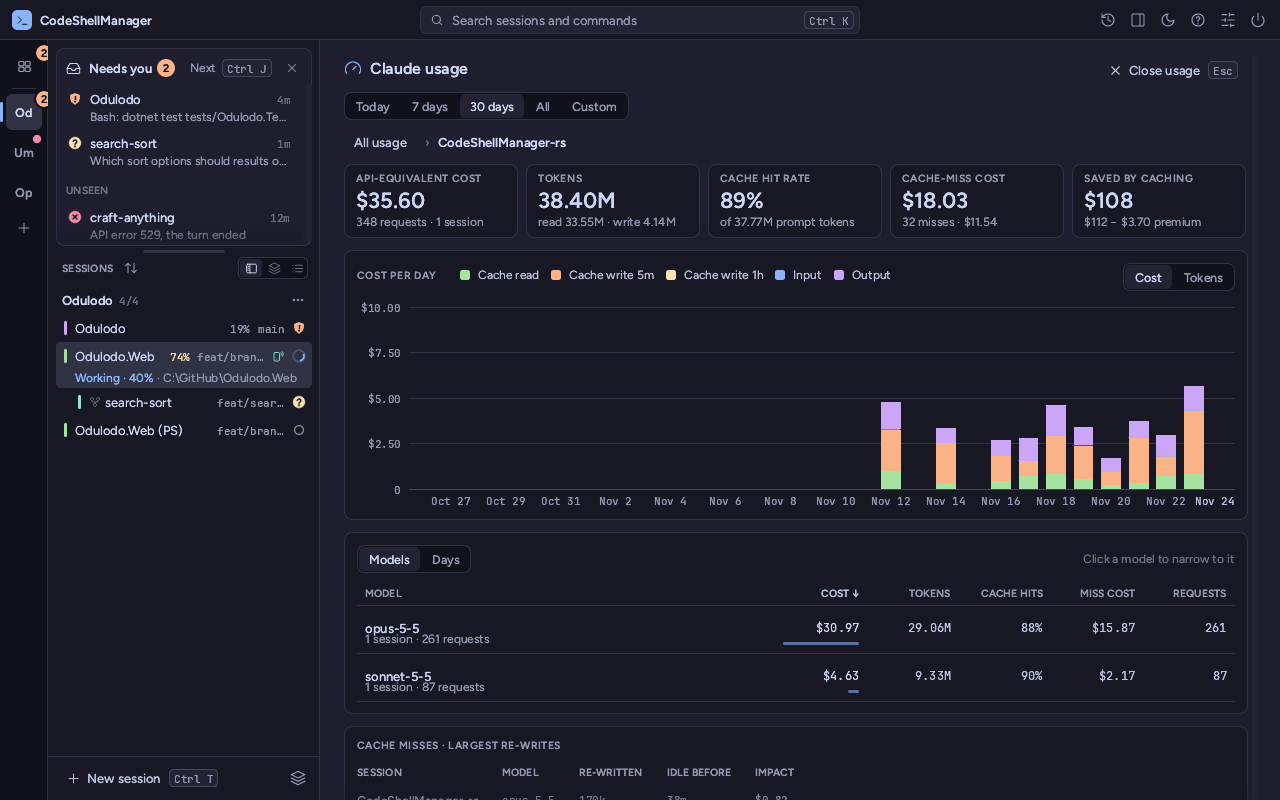 CodeShellManager
Search sessions and commands Ctrl K
2
Needs you 2 Next Ctrl J
Odulodo 4m
Bash: dotnet test tests/Odulodo.Te…
search-sort 1m
Which sort options should results o…
UNSEEN
craft-anything 12m
API error 529, the turn ended
Od 2
Um
Op
SESSIONS
Odulodo 4/4
Odulodo 19% main
Odulodo.Web 74% feat/bran…
Working · 40% · C:\GitHub\Odulodo.Web
search-sort feat/sear…
Odulodo.Web (PS) feat/bran…
New session Ctrl T
Claude usage
Close usage Esc
Today 7 days 30 days All Custom
All usage › CodeShellManager-rs
API-EQUIVALENT COST
$35.60
348 requests · 1 session
TOKENS
38.40M
read 33.55M · write 4.14M
CACHE HIT RATE
89%
of 37.77M prompt tokens
CACHE-MISS COST
$18.03
32 misses · $11.54
SAVED BY CACHING
$108
$112 − $3.70 premium
COST PER DAY Cache read Cache write 5m Cache write 1h Input Output
Cost Tokens
$10.00
$7.50
$5.00
$2.50
0
Oct 27 Oct 29 Oct 31 Nov 2 Nov 4 Nov 6 Nov 8 Nov 10 Nov 12 Nov 14 Nov 16 Nov 18 Nov 20 Nov 22 Nov 24
Models Days
Click a model to narrow to it
MODEL COST ↓ TOKENS CACHE HITS MISS COST REQUESTS
opus-5-5 $30.97 29.06M 88% $15.87 261
1 session · 261 requests
sonnet-5-5 $4.63 9.33M 90% $2.17 87
1 session · 87 requests
CACHE MISSES · LARGEST RE-WRITES
SESSION MODEL RE-WRITTEN IDLE BEFORE IMPACT
CodeShellManager-rs opus-5-5 170k 38m $0.82